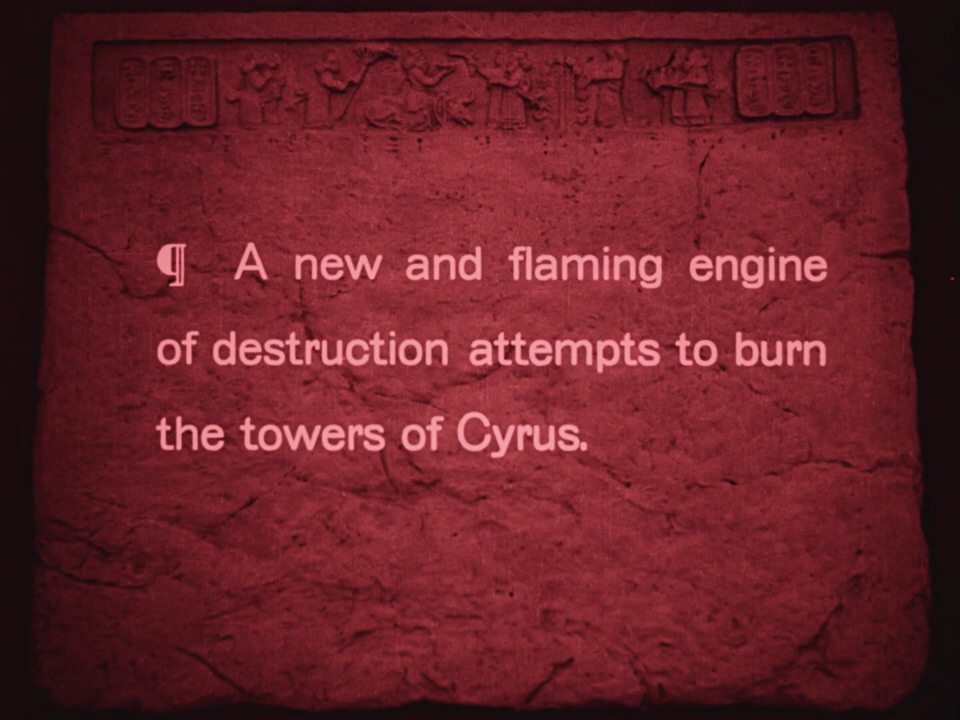 ¶ A new and flaming engine
of destruction attempts to burn
the towers of Cyrus.